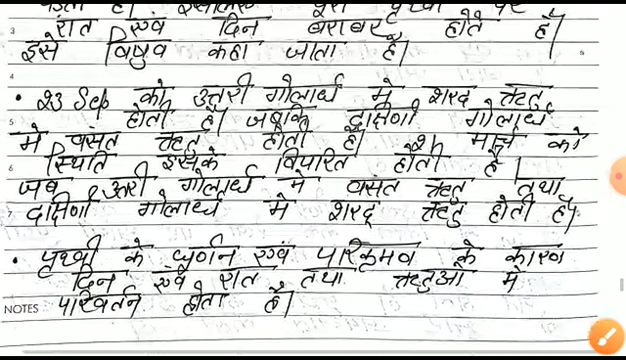 रात एवं दिन बराबर होते हैं।
इसे विषुव कहा जाता है।
• 23 Sep को उत्तरी गोलार्ध मे शरद ऋतु
होती है। जबकि दक्षिणी गोलार्ध
मे वसंत ऋतु होती है। 21 मार्च को
स्थिति इसके विपरित होती है।
जब उत्तरी गोलार्ध मे वसंत ऋतु तथा
दक्षिणी गोलार्ध मे शरद ऋतु होती है।
• पृथ्वी के घुर्णन एवं परिक्रमव के कारण
दिन एवं रात तथा ऋतुओ मे
NOTES परिवर्तन होता है।